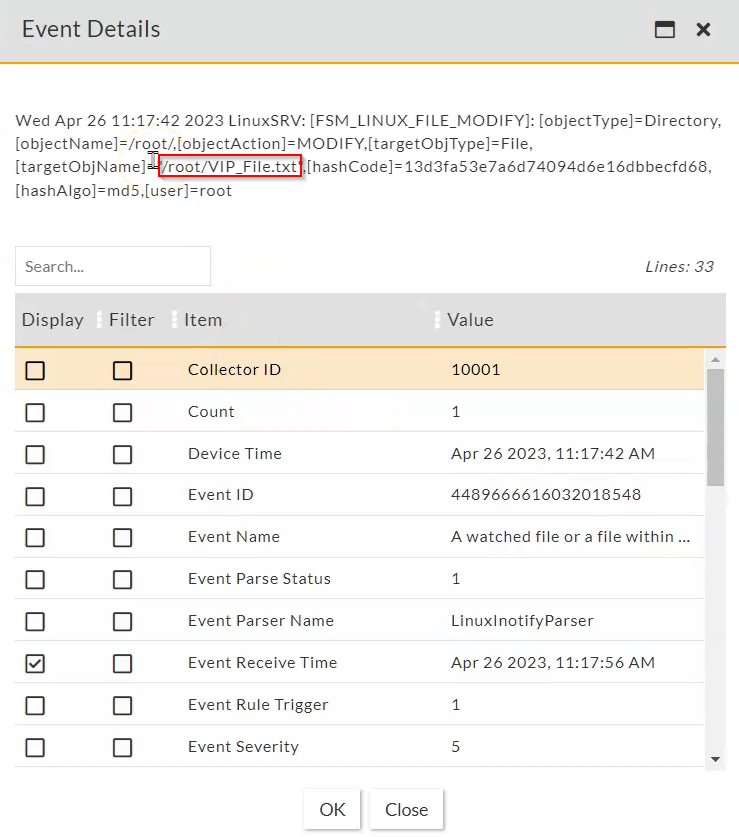 Event Details
Wed Apr 26 11:17:42 2023 LinuxSRV: [FSM_LINUX_FILE_MODIFY]: [objectType]=Directory,
[objectName]=/root/,[objectAction]=MODIFY,[targetObjType]=File,
[targetObjName]="/root/VIP_File.txt",[hashCode]=13d3fa53e7a6d74094d6e16dbbecfd68,
[hashAlgo]=md5,[user]=root
Search... Lines: 33
Display Filter Item Value
Collector ID 10001
Count 1
Device Time Apr 26 2023, 11:17:42 AM
Event ID 4489666616032018548
Event Name A watched file or a file within ...
Event Parse Status 1
Event Parser Name LinuxInotifyParser
Event Receive Time Apr 26 2023, 11:17:56 AM
Event Rule Trigger 1
Event Severity 5
OK Close